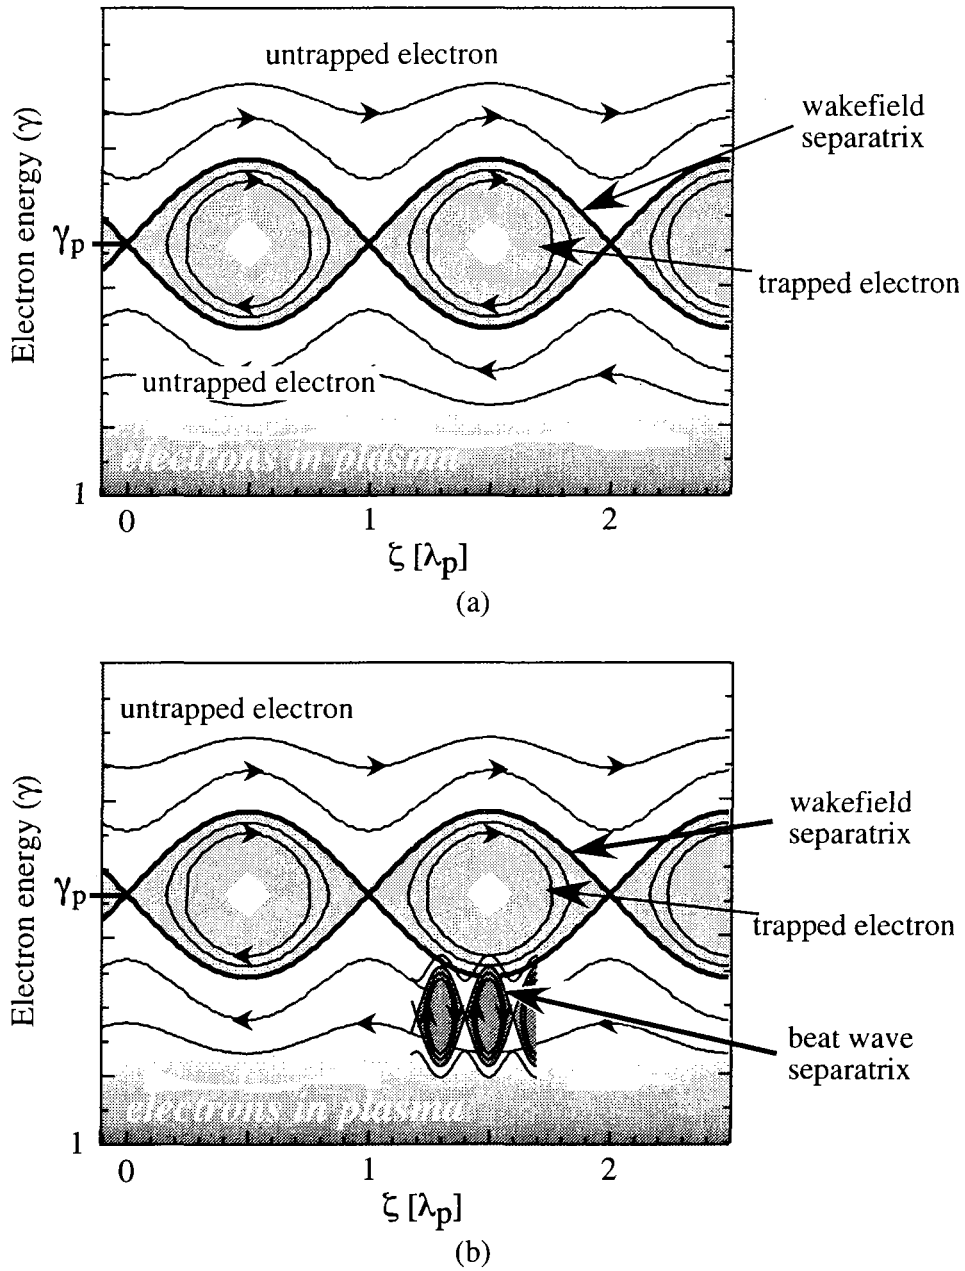 untrapped electron
wakefield
separatrix
Electron energy (γ)
γp
trapped electron
untrapped electron
electrons in plasma
1
0
1
2
ζ [λp]
(a)
untrapped electron
wakefield
separatrix
Electron energy (γ)
γp
trapped electron
beat wave
separatrix
electrons in plasma
1
0
1
2
ζ [λp]
(b)